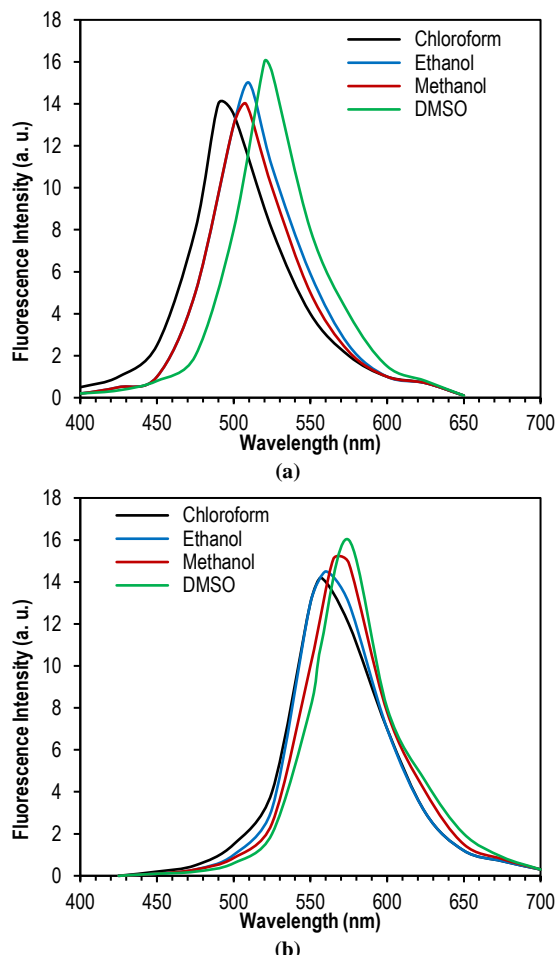 18
16
14
12
10
8
6
4
2
0
Fluorescence Intensity (a. u.)
Chloroform
Ethanol
Methanol
DMSO
400 450 500 550 600 650 700
Wavelength (nm)
(a)
18
16
14
12
10
8
6
4
2
0
Fluorescence Intensity (a. u.)
Chloroform
Ethanol
Methanol
DMSO
400 450 500 550 600 650 700
Wavelength (nm)
(b)